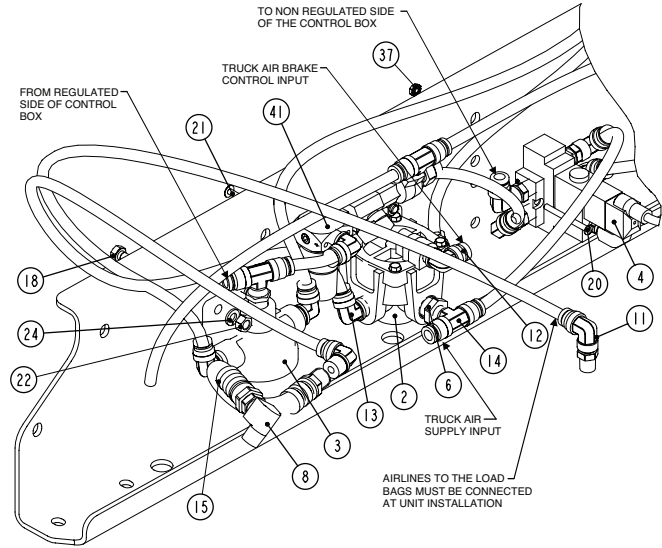 TO NON REGULATED SIDE
OF THE CONTROL BOX
TRUCK AIR BRAKE
CONTROL INPUT
37
FROM REGULATED
SIDE OF CONTROL
BOX
41
21
18
4
20
24
11
12
22
14
13
2
6
3
TRUCK AIR
SUPPLY INPUT
8
15
AIRLINES TO THE LOAD
BAGS MUST BE CONNECTED
AT UNIT INSTALLATION